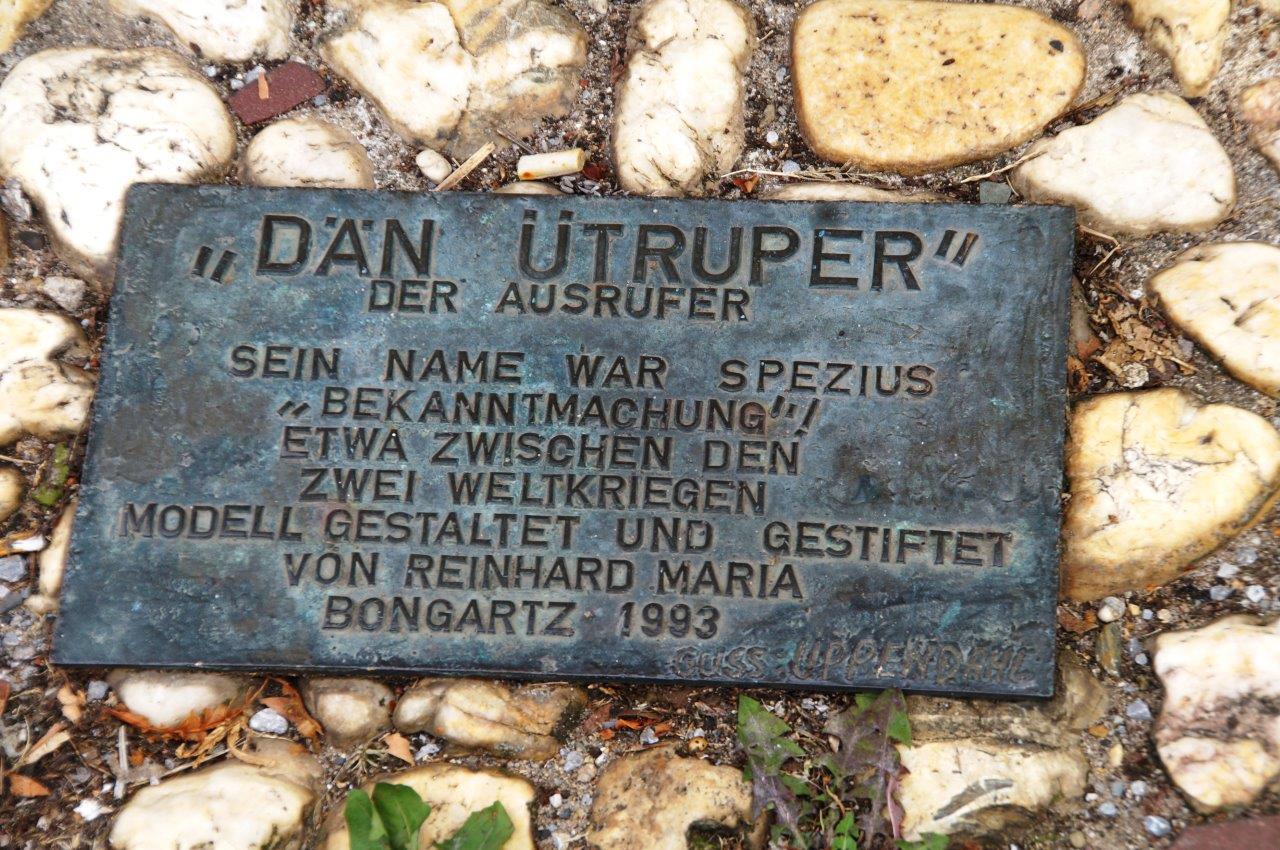 „DÄN ÜTRUPER"
DER AUSRUFER
SEIN NAME WAR SPEZIUS
„BEKANNTMACHUNG"!
ETWA ZWISCHEN DEN
ZWEI WELTKRIEGEN
MODELL GESTALTET UND GESTIFTET
VON REINHARD MARIA
BONGARTZ 1993
GUSS: UPPENDAHL